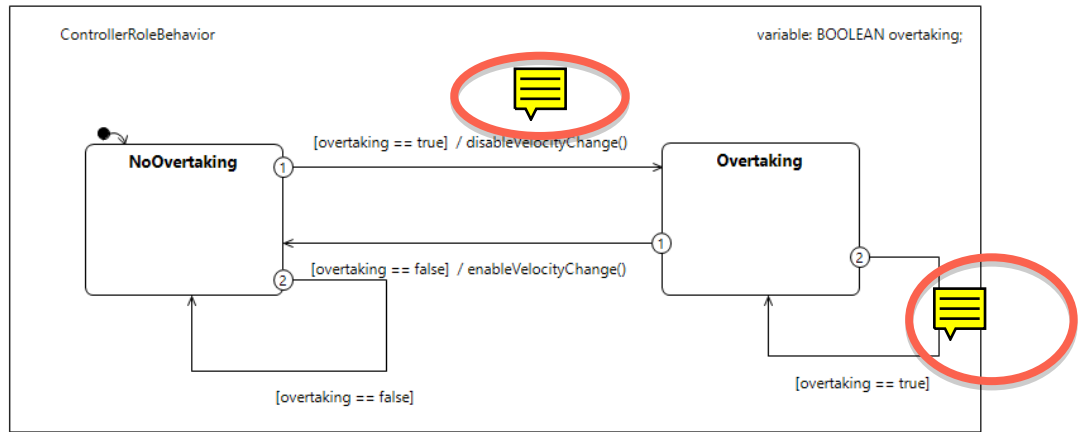 ControllerRoleBehavior
variable: BOOLEAN overtaking;
[overtaking == true] / disableVelocityChange()
NoOvertaking
Overtaking
1
1
[overtaking == false] / enableVelocityChange()
2
2
[overtaking == true]
[overtaking == false]